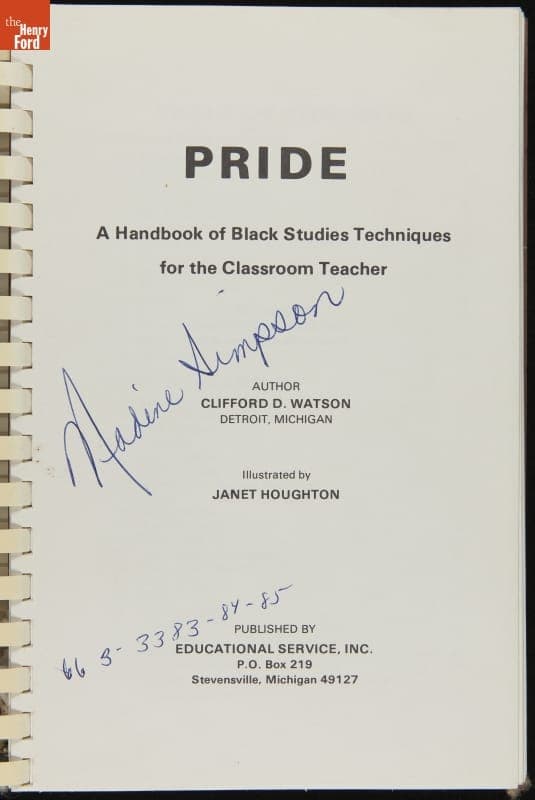 the
Henry
Ford
PRIDE
A Handbook of Black Studies Techniques
for the Classroom Teacher
Nadine Simpson
AUTHOR
CLIFFORD D. WATSON
DETROIT, MICHIGAN
Illustrated by
JANET HOUGHTON
66 3-3383-84-85
PUBLISHED BY
EDUCATIONAL SERVICE, INC.
P.O. Box 219
Stevensville, Michigan 49127